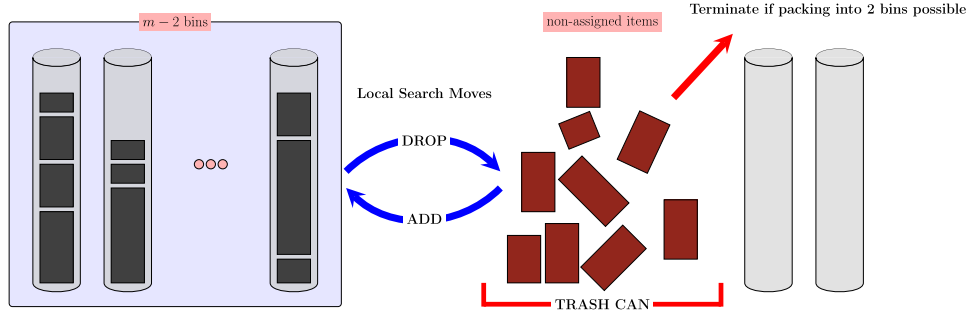 Terminate if packing into 2 bins possible
m − 2 bins
non-assigned items
Local Search Moves
DROP
ADD
TRASH CAN